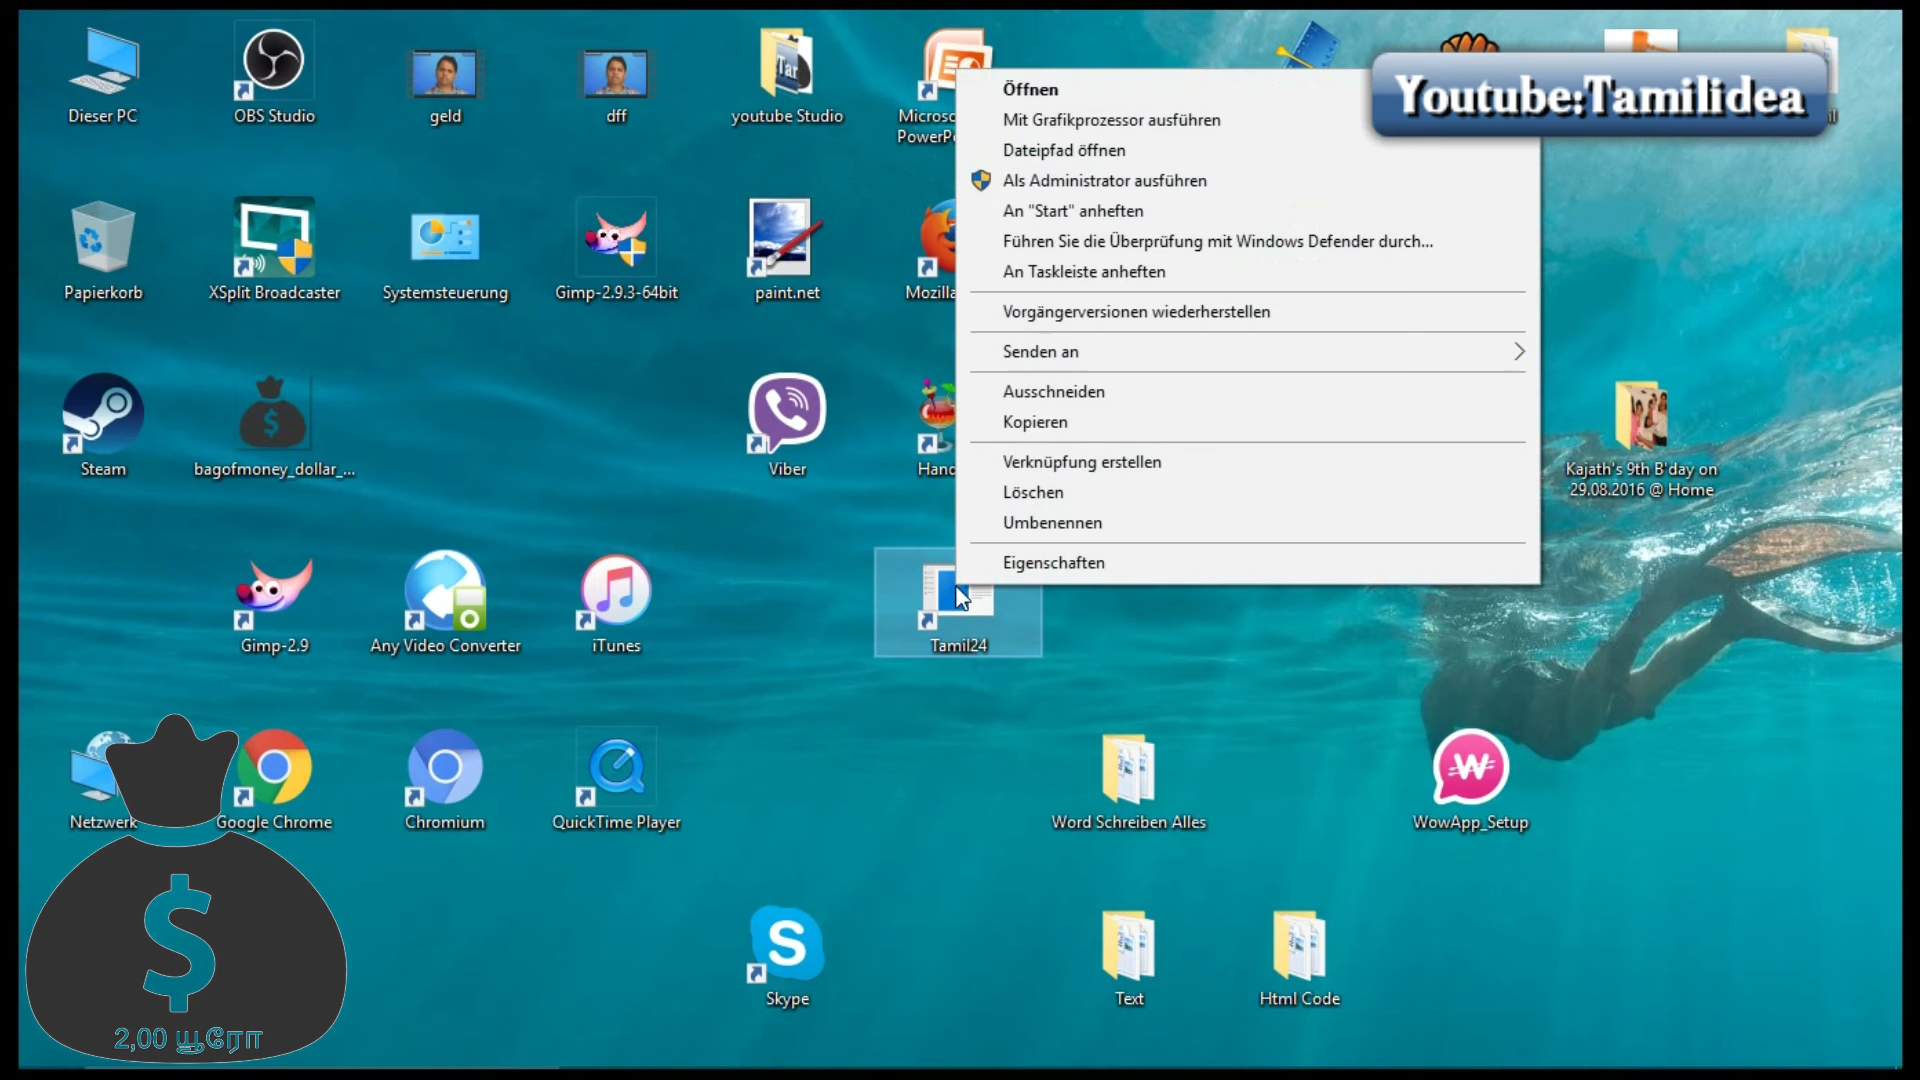 Dieser PC
OBS Studio
geld
dff
youtube Studio
Tar
Microso
PowerPo
Öffnen
Mit Grafikprozessor ausführen
Dateipfad öffnen
Als Administrator ausführen
An "Start" anheften
Führen Sie die Überprüfung mit Windows Defender durch...
An Taskleiste anheften
Vorgängerversionen wiederherstellen
Senden an
Ausschneiden
Kopieren
Verknüpfung erstellen
Löschen
Umbenennen
Eigenschaften
Youtube:Tamilidea
Papierkorb
XSplit Broadcaster
Systemsteuerung
Gimp-2.9.3-64bit
paint.net
Mozilla
Steam
bagofmoney_dollar_...
Viber
Hand
Kajath's 9th B'day on
29.08.2016 @ Home
Gimp-2.9
Any Video Converter
iTunes
Tamil24
Netzwerk
Google Chrome
Chromium
QuickTime Player
Word Schreiben Alles
WowApp_Setup
Skype
Text
Html Code
$
2,00 யூரோ